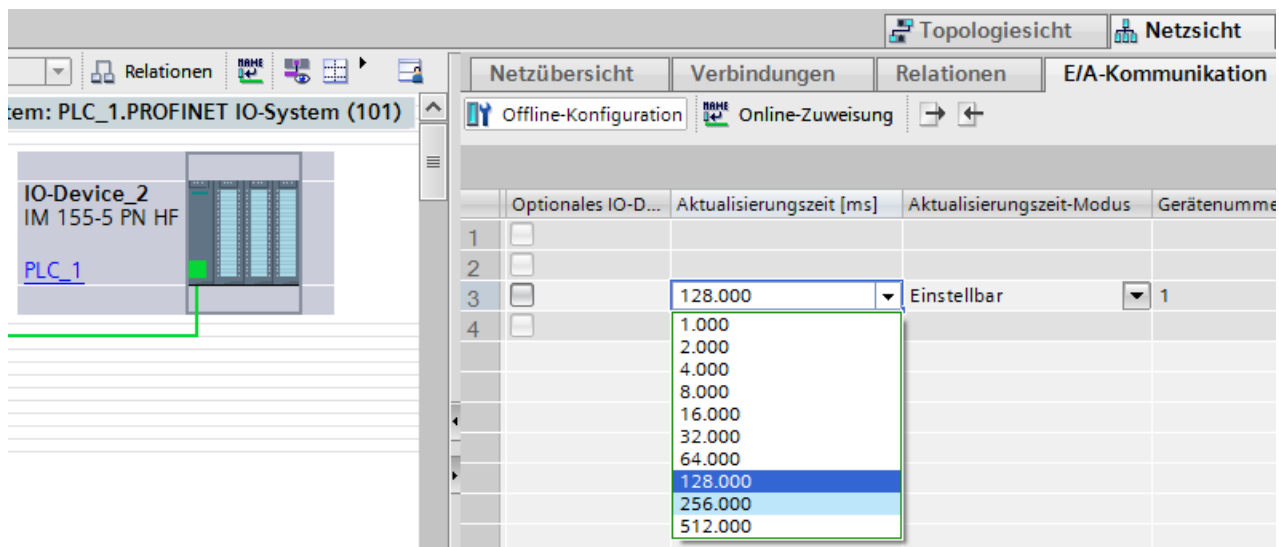 Topologiesicht
Netzsicht
Relationen
NAME
Netzübersicht
Verbindungen
Relationen
E/A-Kommunikation
tem: PLC_1.PROFINET IO-System (101)
Offline-Konfiguration
NAME
Online-Zuweisung
IO-Device_2
IM 155-5 PN HF
PLC_1
Optionales IO-D...
Aktualisierungszeit [ms]
Aktualisierungszeit-Modus
Gerätenumme
1
2
3
128.000
Einstellbar
1
4
1.000
2.000
4.000
8.000
16.000
32.000
64.000
128.000
256.000
512.000